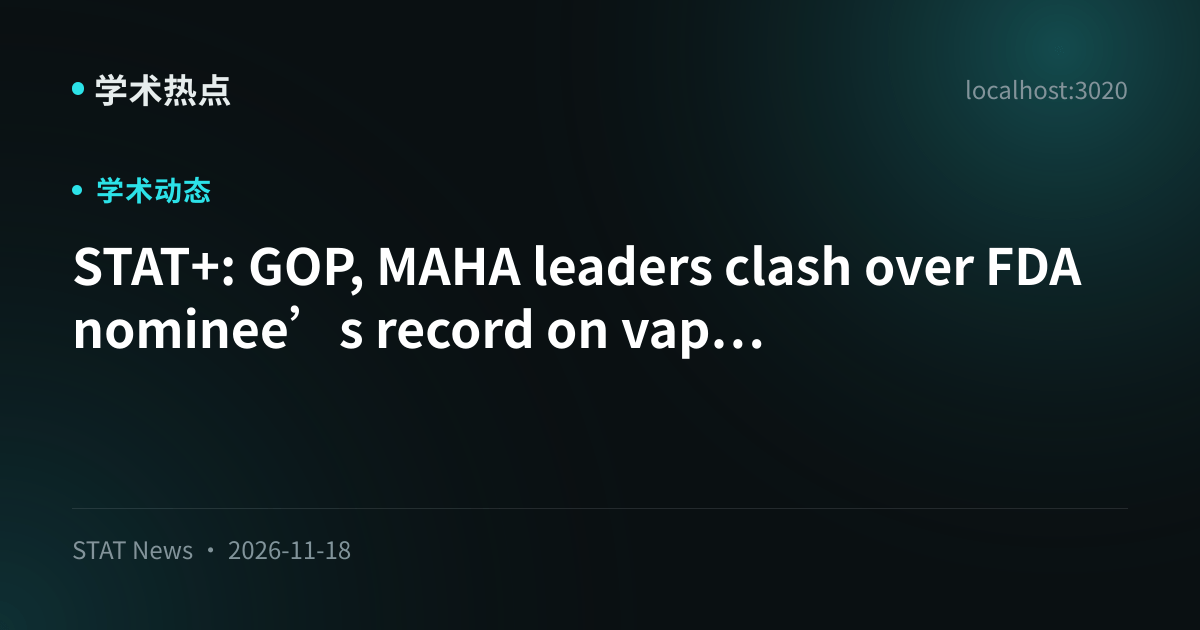 学术热点
localhost:3020
学术动态
STAT+: GOP, MAHA leaders clash over FDA
nominee’s record on vap…
STAT News · 2026-11-18